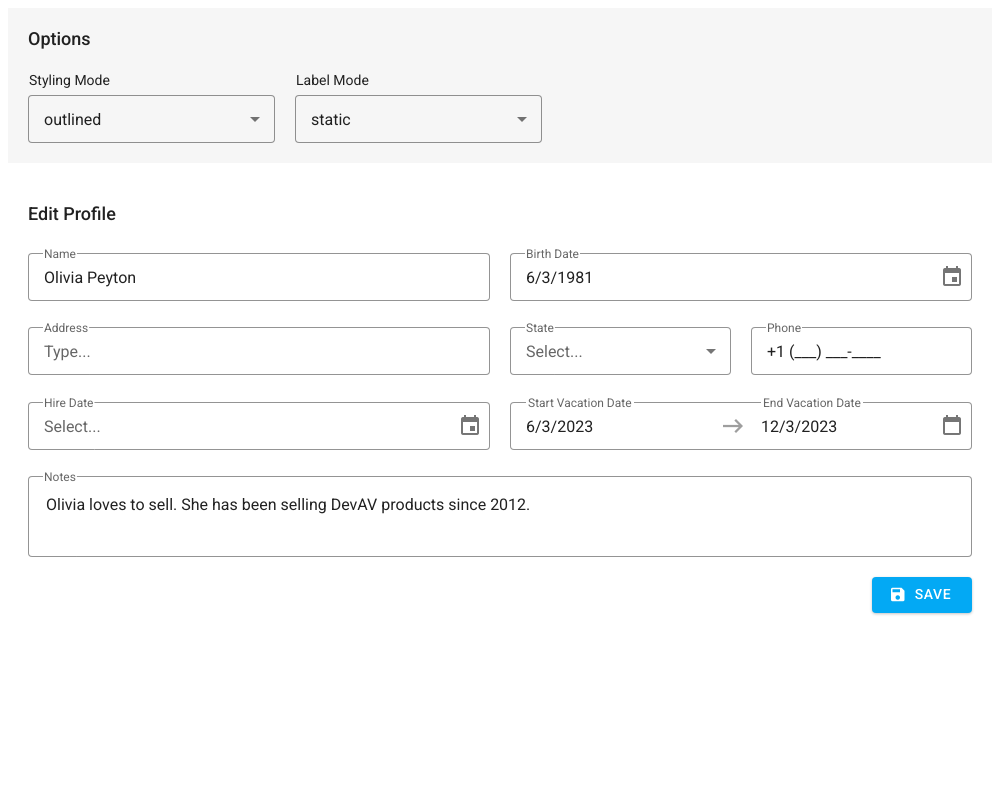 Options
Styling Mode Label Mode
outlined static
Edit Profile
Name Birth Date
Olivia Peyton 6/3/1981
Address State Phone
Type... Select... +1 (___) ___-____
Hire Date Start Vacation Date End Vacation Date
Select... 6/3/2023 12/3/2023
Notes
Olivia loves to sell. She has been selling DevAV products since 2012.
SAVE